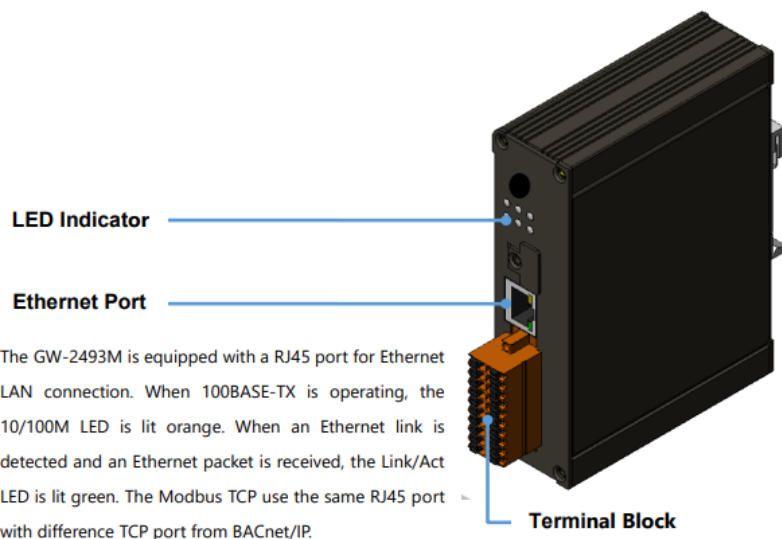 LED Indicator
Ethernet Port
The GW-2493M is equipped with a RJ45 port for Ethernet
LAN connection. When 100BASE-TX is operating, the
10/100M LED is lit orange. When an Ethernet link is
detected and an Ethernet packet is received, the Link/Act
LED is lit green. The Modbus TCP use the same RJ45 port
with difference TCP port from BACnet/IP.
Terminal Block